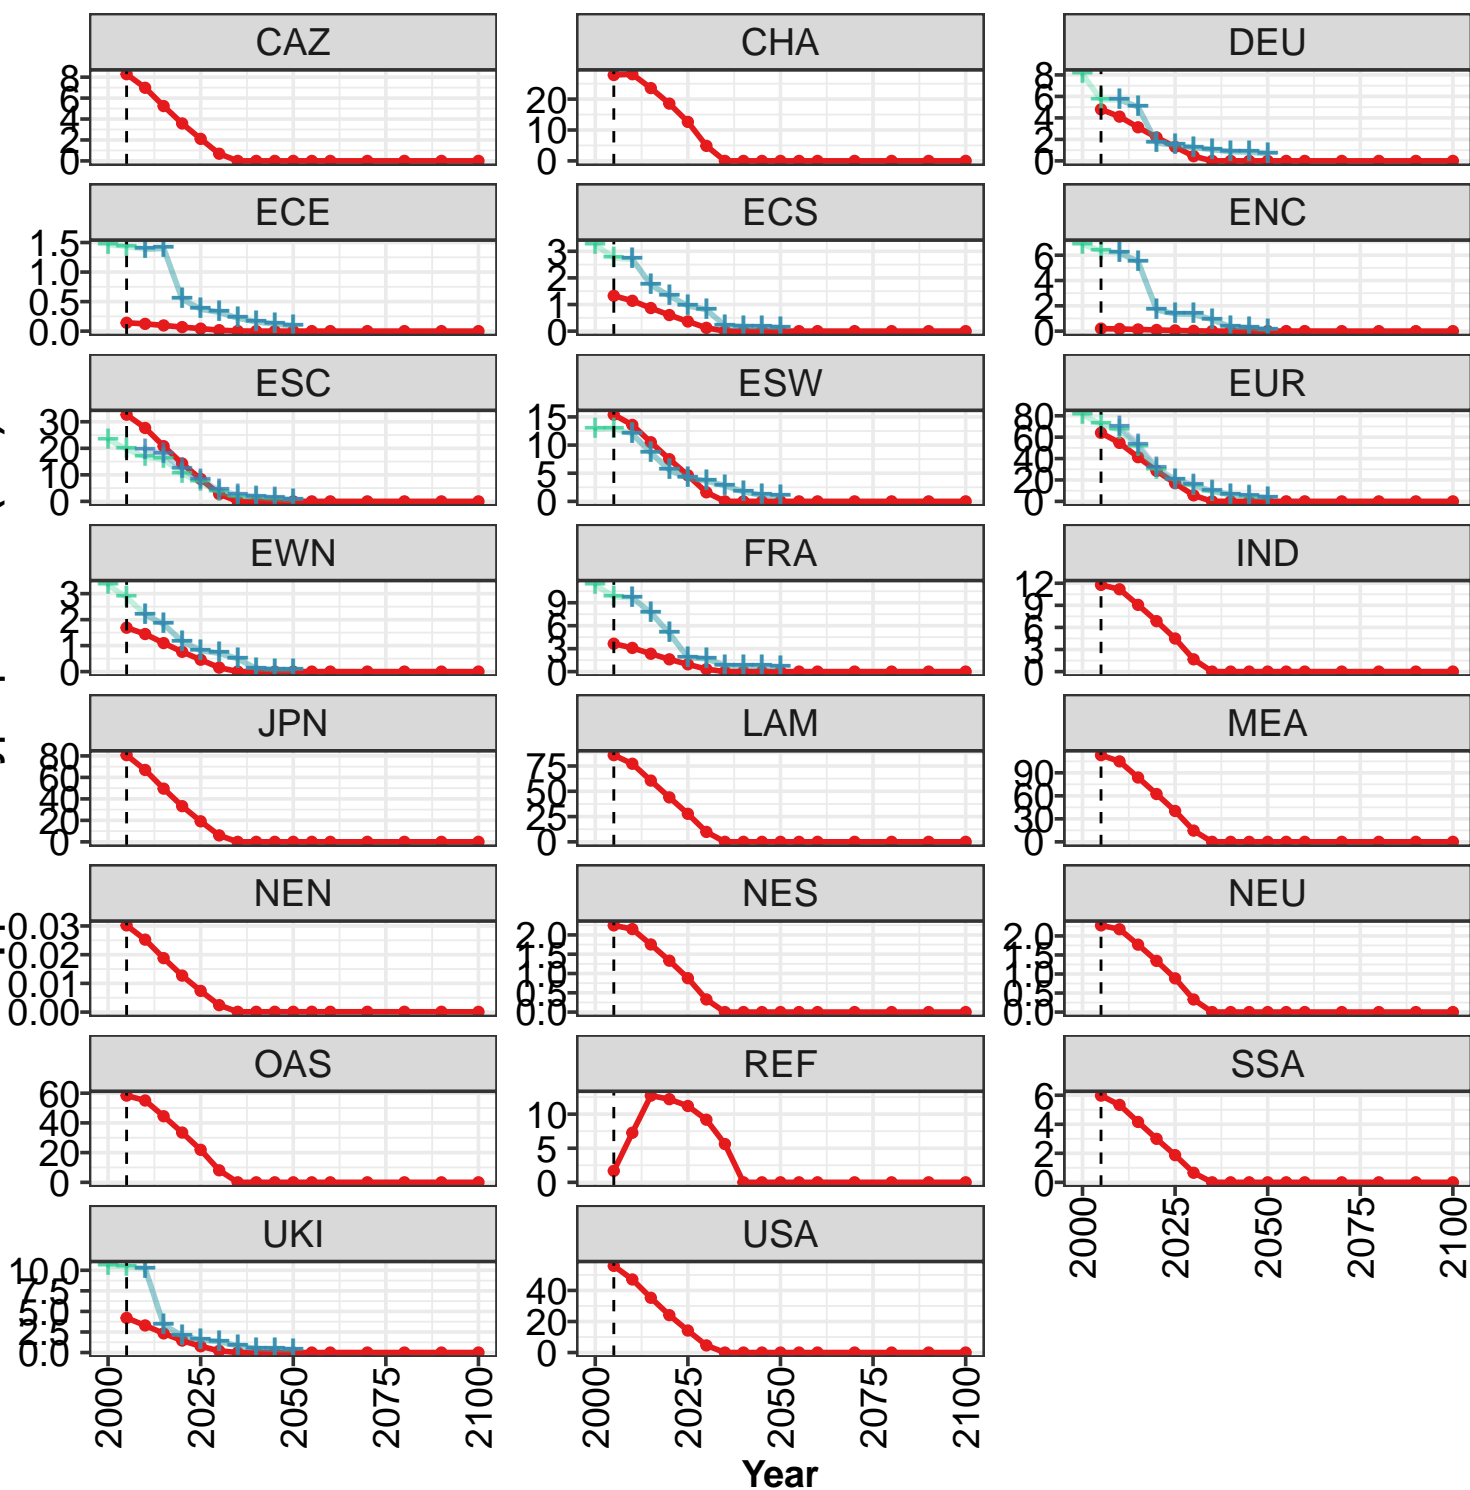 CAZ CHA DEU
8 6 4 2 0
20 10 0
8 6 4 2 0
ECE ECS ENC
1.5 1.0 0.5 0.0
3 2 1 0
6 4 2 0
ESC ESW EUR
30 20 10 0
15 10 5 0
80 60 40 20 0
EWN FRA IND
3 2 1 0
9 6 3 0
12 9 6 3 0
JPN LAM MEA
80 60 40 20 0
75 50 25 0
90 60 30 0
NEN NES NEU
0.03 0.02 0.01 0.00
2.0 1.5 1.0 0.5 0.0
2.0 1.5 1.0 0.5 0.0
OAS REF SSA
60 40 20 0
10 5 0
6 4 2 0
2000 2025 2050 2075 2100
UKI USA
10.0 7.5 5.0 2.5 0.0
40 20 0
2000 2025 2050 2075 2100
2000 2025 2050 2075 2100
Year